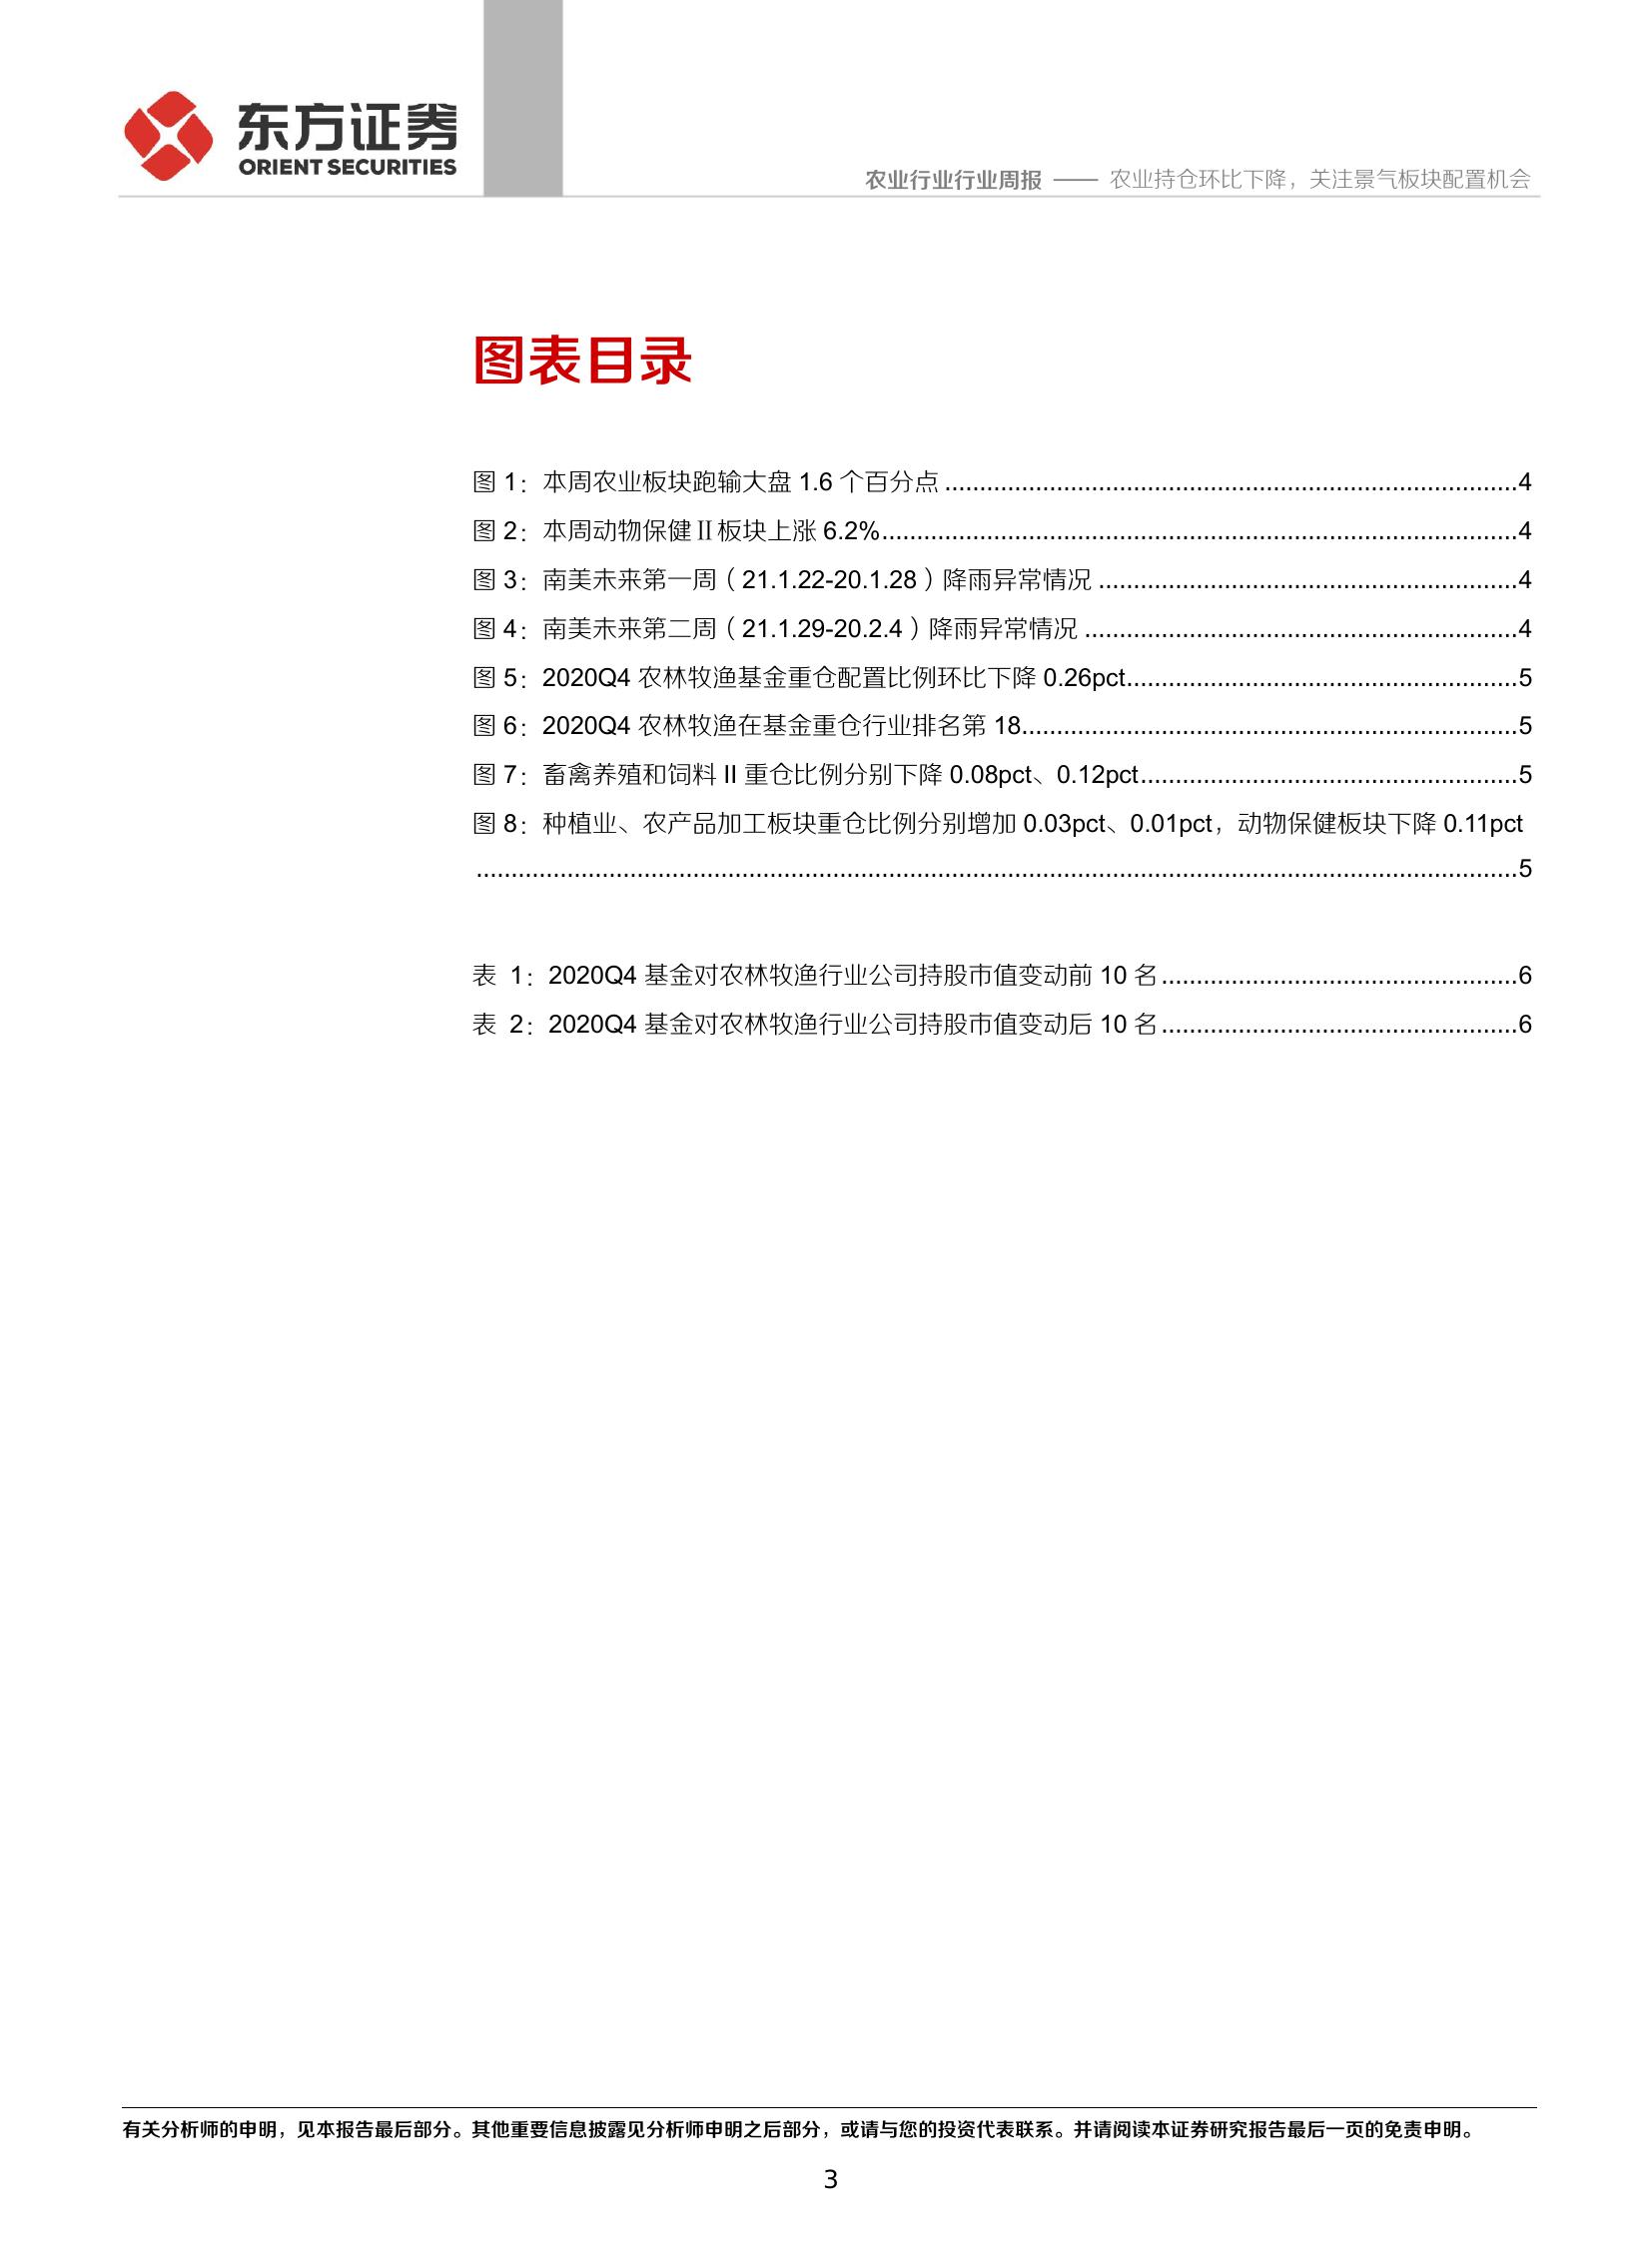 东方证券
ORIENT SECURITIES
农业行业行业周报 —— 农业持仓环比下降，关注景气板块配置机会
图表目录
图 1：本周农业板块跑输大盘 1.6 个百分点 ................................................................................4
图 2：本周动物保健Ⅱ板块上涨 6.2%..........................................................................................4
图 3：南美未来第一周（21.1.22-20.1.28）降雨异常情况 ............................................................4
图 4：南美未来第二周（21.1.29-20.2.4）降雨异常情况 ..............................................................4
图 5：2020Q4 农林牧渔基金重仓配置比例环比下降 0.26pct........................................................5
图 6：2020Q4 农林牧渔在基金重仓行业排名第 18.......................................................................5
图 7：畜禽养殖和饲料 II 重仓比例分别下降 0.08pct、0.12pct......................................................5
图 8：种植业、农产品加工板块重仓比例分别增加 0.03pct、0.01pct，动物保健板块下降 0.11pct
.....................................................................................................................................................5
表 1：2020Q4 基金对农林牧渔行业公司持股市值变动前 10 名...................................................6
表 2：2020Q4 基金对农林牧渔行业公司持股市值变动后 10 名...................................................6
有关分析师的申明，见本报告最后部分。其他重要信息披露见分析师申明之后部分，或请与您的投资代表联系。并请阅读本证券研究报告最后一页的免责申明。
3